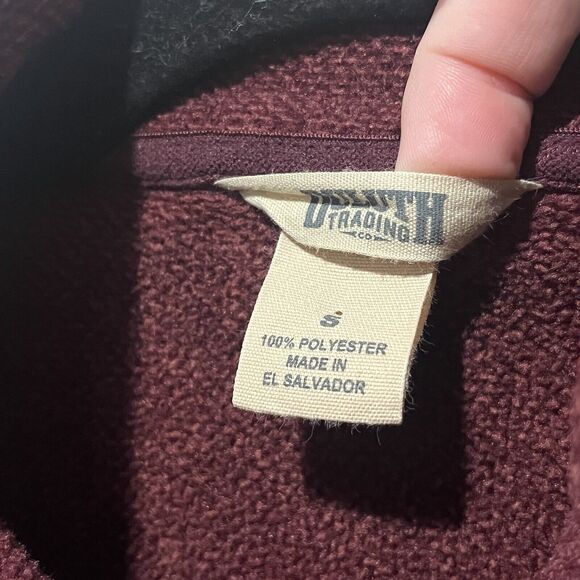 DULUTH
TRADING
CO
S
100% POLYESTER
MADE IN
EL SALVADOR